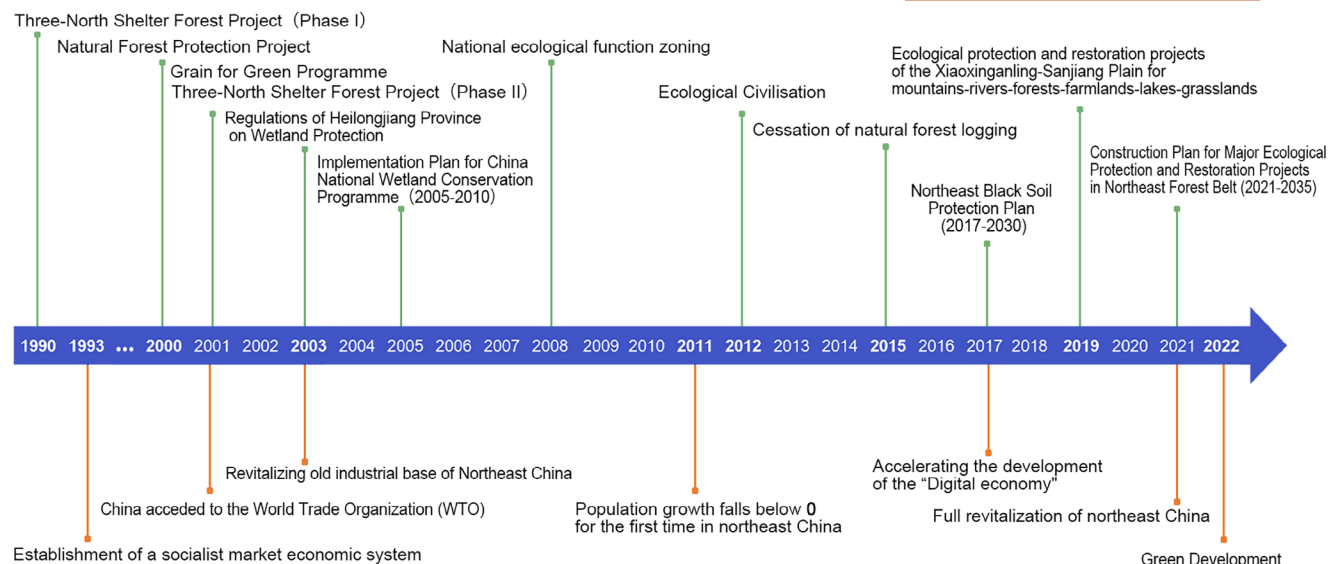 Three-North Shelter Forest Project（Phase I）
Natural Forest Protection Project
Grain for Green Programme
Three-North Shelter Forest Project（Phase II）
Regulations of Heilongjiang Province
on Wetland Protection
Implementation Plan for China
National Wetland Conservation
Programme（2005-2010）
National ecological function zoning
Ecological Civilisation
Cessation of natural forest logging
Northeast Black Soil
Protection Plan
(2017-2030)
Ecological protection and restoration projects
of the Xiaoxinganling-Sanjiang Plain for
mountains-rivers-forests-farmlands-lakes-grasslands
Construction Plan for Major Ecological
Protection and Restoration Projects
in Northeast Forest Belt (2021-2035)
1990 1993 ... 2000 2001 2002 2003 2004 2005 2006 2007 2008 2009 2010 2011 2012 2013 2014 2015 2016 2017 2018 2019 2020 2021 2022
Establishment of a socialist market economic system
China acceded to the World Trade Organization (WTO)
Revitalizing old industrial base of Northeast China
Population growth falls below 0
for the first time in northeast China
Accelerating the development
of the “Digital economy"
Full revitalization of northeast China
Green Development